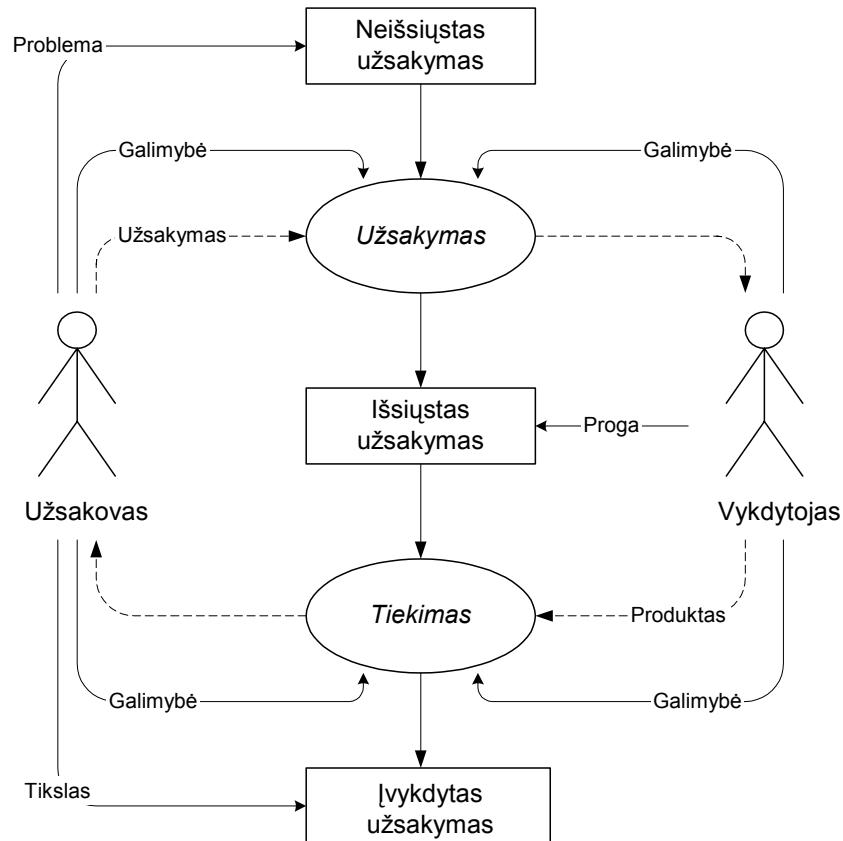 Neišsiųstas
užsakymas
Problema
Galimybė
Galimybė
Užsakymas
Užsakymas
Išsiųstas
užsakymas
Proga
Užsakovas
Vykdytojas
Tiekimas
Produktas
Galimybė
Galimybė
Tikslas
Įvykdytas
užsakymas